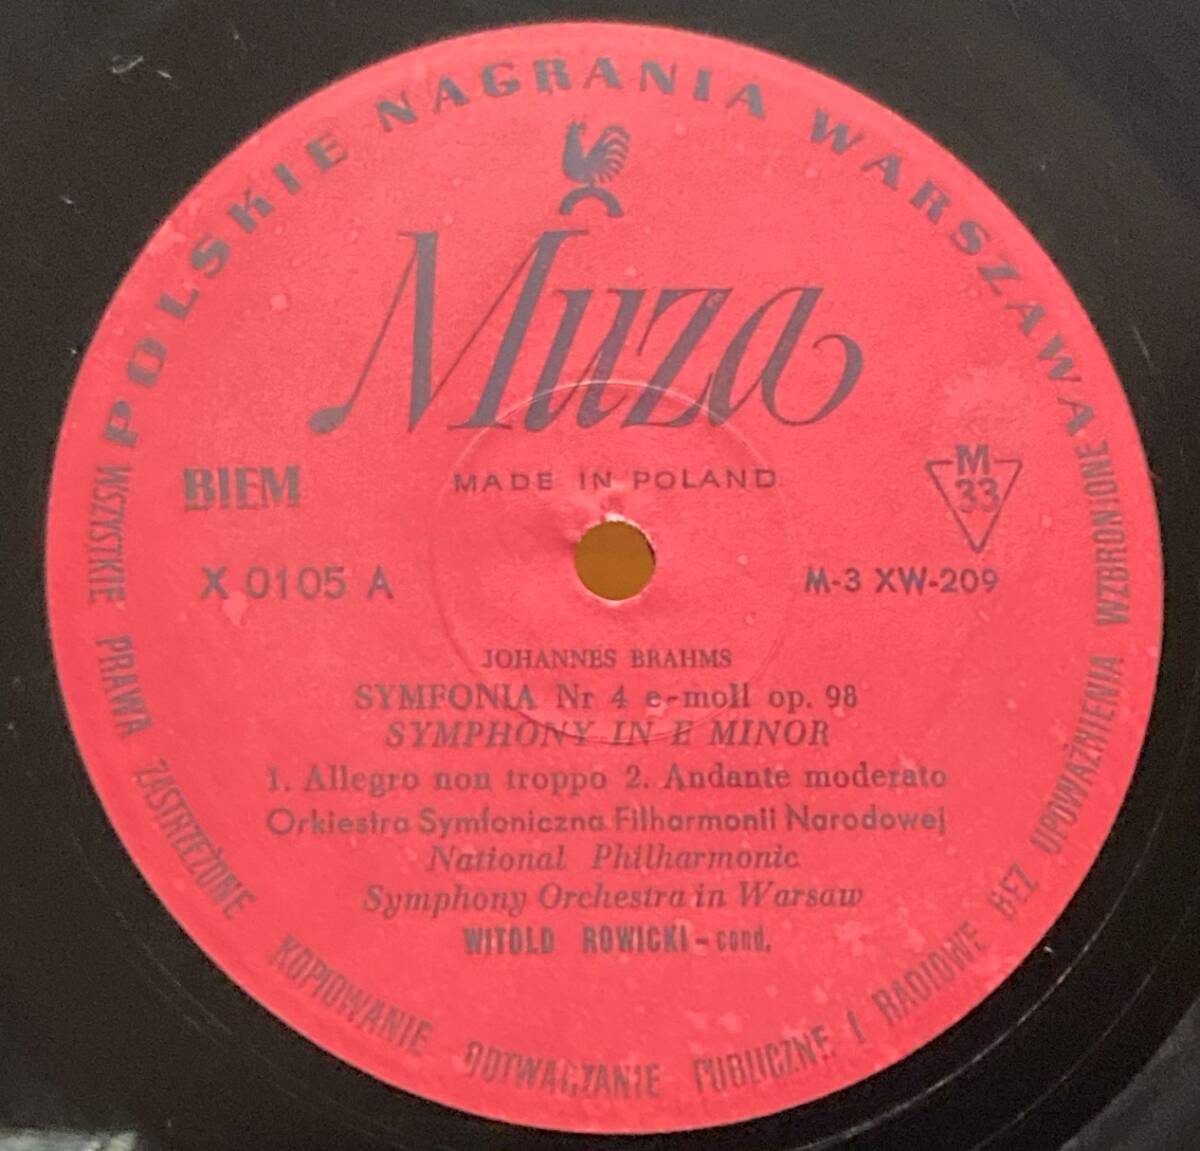 POLSKIE NAGRANIA WARSZAWA
Muza
MADE IN POLAND
BIEM
M
33
X 0105 A
M-3 XW-209
JOHANNES BRAHMS
SYMFONIA Nr 4 e-moll op. 98
SYMPHONY IN E MINOR
1. Allegro non troppo 2. Andante moderato
Orkiestra Symfoniczna Filharmonii Narodowej
National Philharmonic
Symphony Orchestra in Warsaw
WITOLD ROWICKI - cond.
WSZYSTKIE PRAWA ZASTRZEŻONE KOPIOWANIE ODTWARZANIE PUBLICZNE I RADIOWE BEZ UPOWAŻNIENIA WZBRONIONE